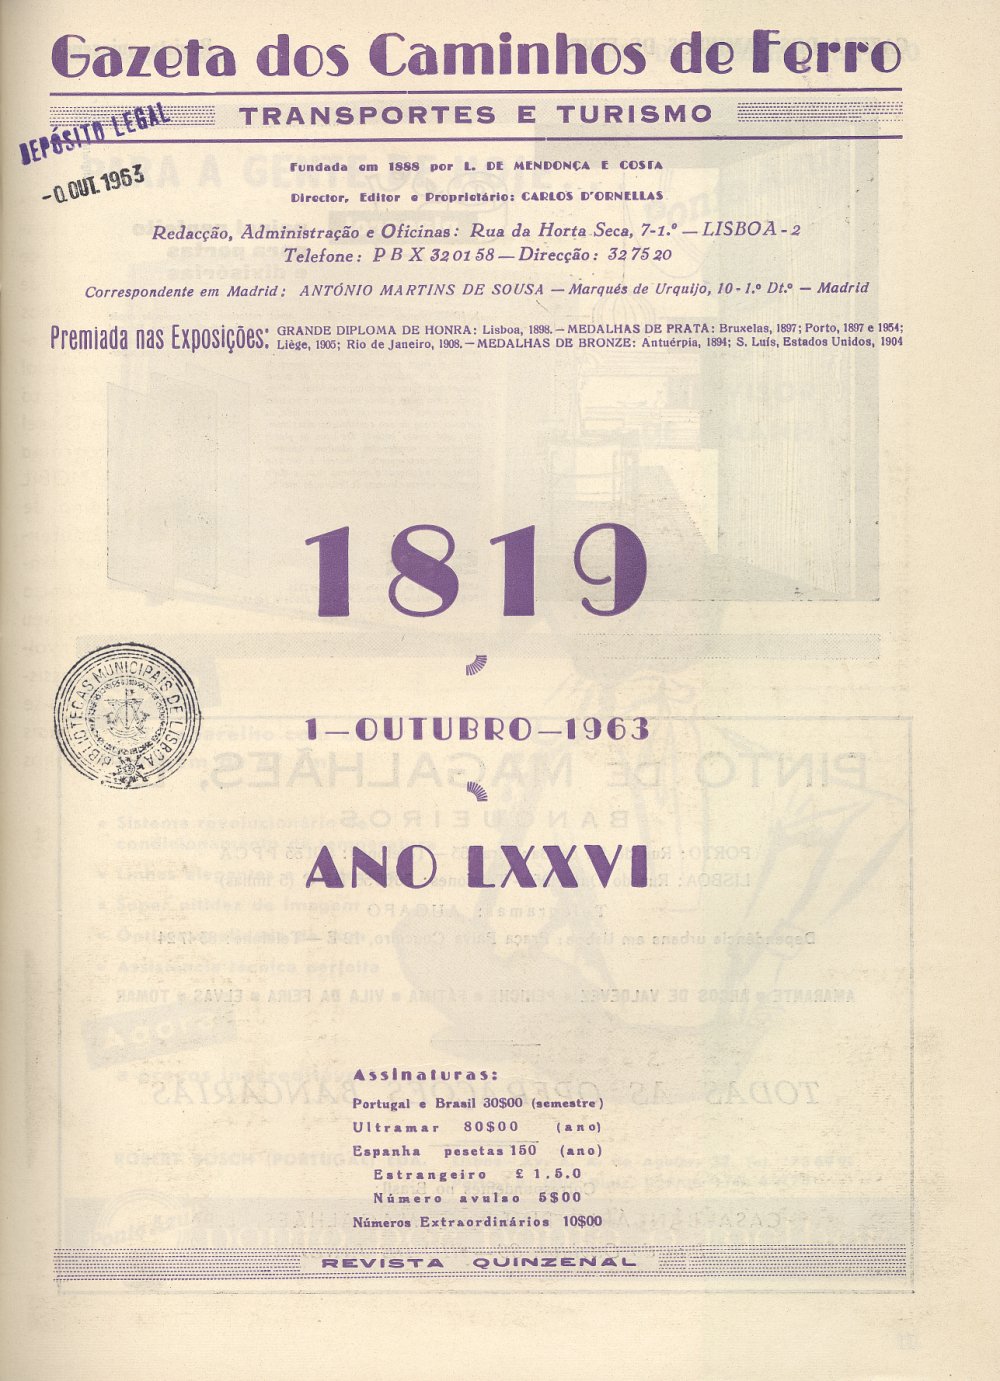 Gazeta dos Caminhos de Ferro
TRANSPORTES E TURISMO
DEPÓSITO LEGAL
OUT. 1963
Fundada em 1888 por L. DE MENDONÇA E COSTA
Director, Editor e Proprietário: CARLOS D'ORNELLAS
Redacção, Administração e Oficinas: Rua da Horta Seca, 7-1.º — LISBOA - 2
Telefone: P B X 32 01 58 — Direcção: 32 75 20
Correspondente em Madrid: ANTÓNIO MARTINS DE SOUSA — Marqués de Urquijo, 10-1.º Dt.º — Madrid
Premiada nas Exposições: GRANDE DIPLOMA DE HONRA: Lisboa, 1898. — MEDALHAS DE PRATA: Bruxelas, 1897; Porto, 1897 e 1954;
Liège, 1905; Rio de Janeiro, 1908. — MEDALHAS DE BRONZE: Antuérpia, 1894; S. Luís, Estados Unidos, 1904
1819
BIBLIOTECAS MUNICIPAIS DE LISBOA
1 — OUTUBRO — 1963
ANO LXXVI
Assinaturas:
Portugal e Brasil 30$00 (semestre)
Ultramar 80$00 (ano)
Espanha pesetas 150 (ano)
Estrangeiro £ 1.5.0
Número avulso 5$00
Números Extraordinários 10$00
REVISTA QUINZENAL